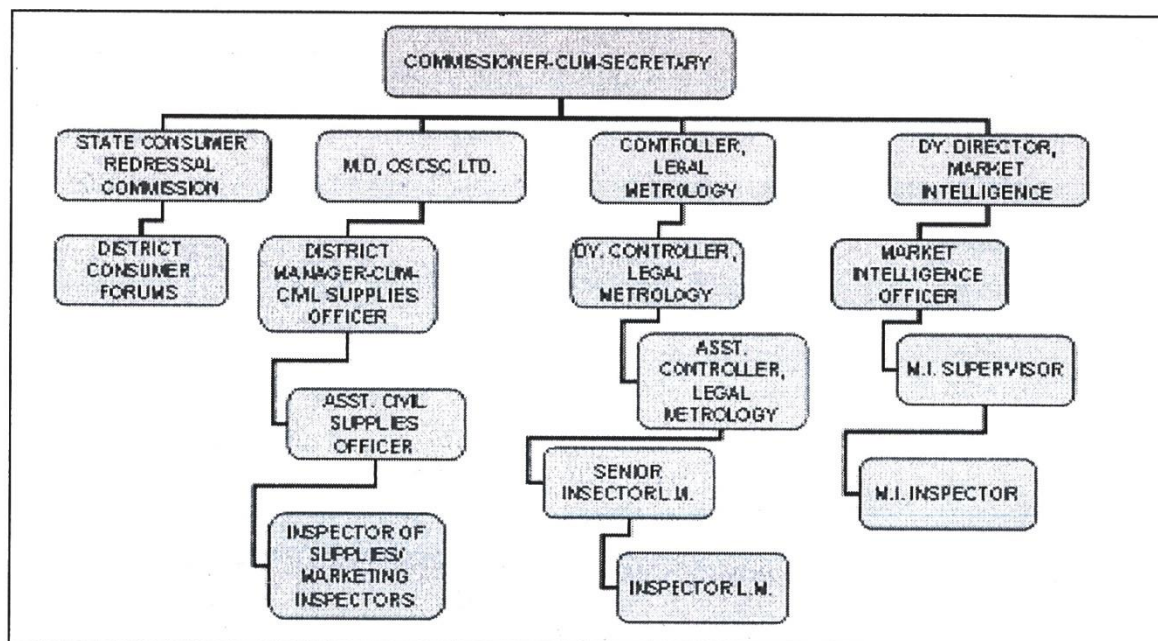 COMMISSIONER-CUM-SECRETARY
STATE CONSUMER
REDRESSAL
COMMISSION
M.D, OSCSC LTD.
CONTROLLER,
LEGAL
METROLOGY
DY. DIRECTOR,
MARKET
INTELLIGENCE
DISTRICT
CONSUMER
FORUMS
DISTRICT
MANAGER-CUM-
CIVIL SUPPLIES
OFFICER
DY. CONTROLLER,
LEGAL
METROLOGY
MARKET
INTELLIGENCE
OFFICER
ASST.
CONTROLLER,
LEGAL
METROLOGY
M.I. SUPERVISOR
ASST. CIVIL
SUPPLIES
OFFICER
SENIOR
INSECTOR L.M.
M.I. INSPECTOR
INSPECTOR OF
SUPPLIES/
MARKETING
INSPECTORS
INSPECTOR L.M.